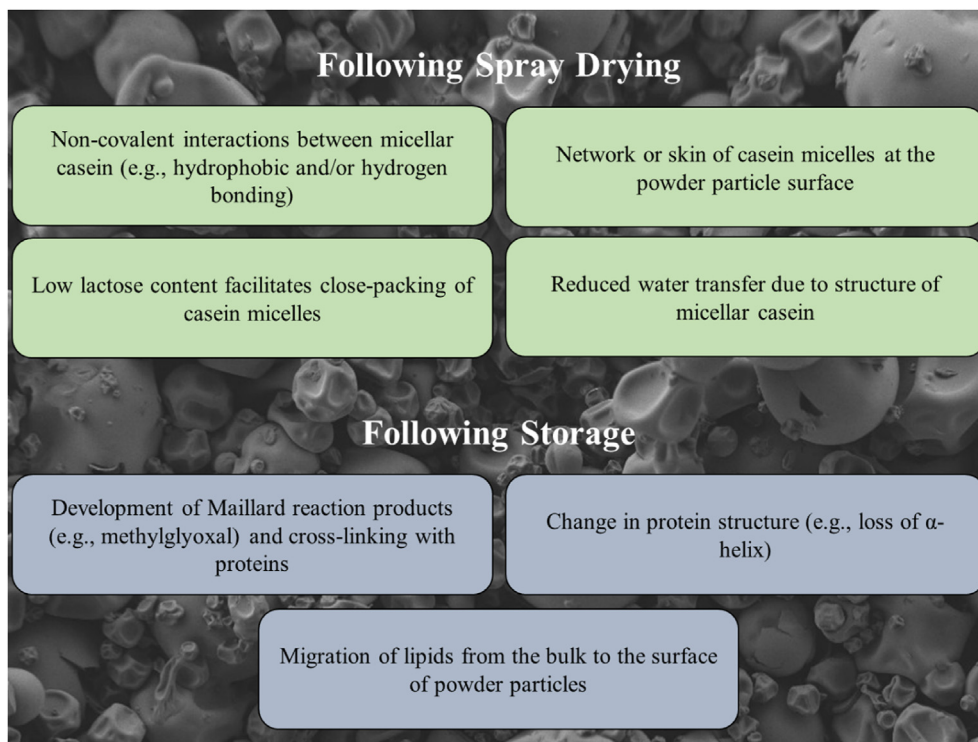 Following Spray Drying
Non-covalent interactions between micellar
casein (e.g., hydrophobic and/or hydrogen
bonding)
Network or skin of casein micelles at the
powder particle surface
Low lactose content facilitates close-packing of
casein micelles
Reduced water transfer due to structure of
micellar casein
Following Storage
Development of Maillard reaction products
(e.g., methylglyoxal) and cross-linking with
proteins
Change in protein structure (e.g., loss of α-
helix)
Migration of lipids from the bulk to the surface
of powder particles